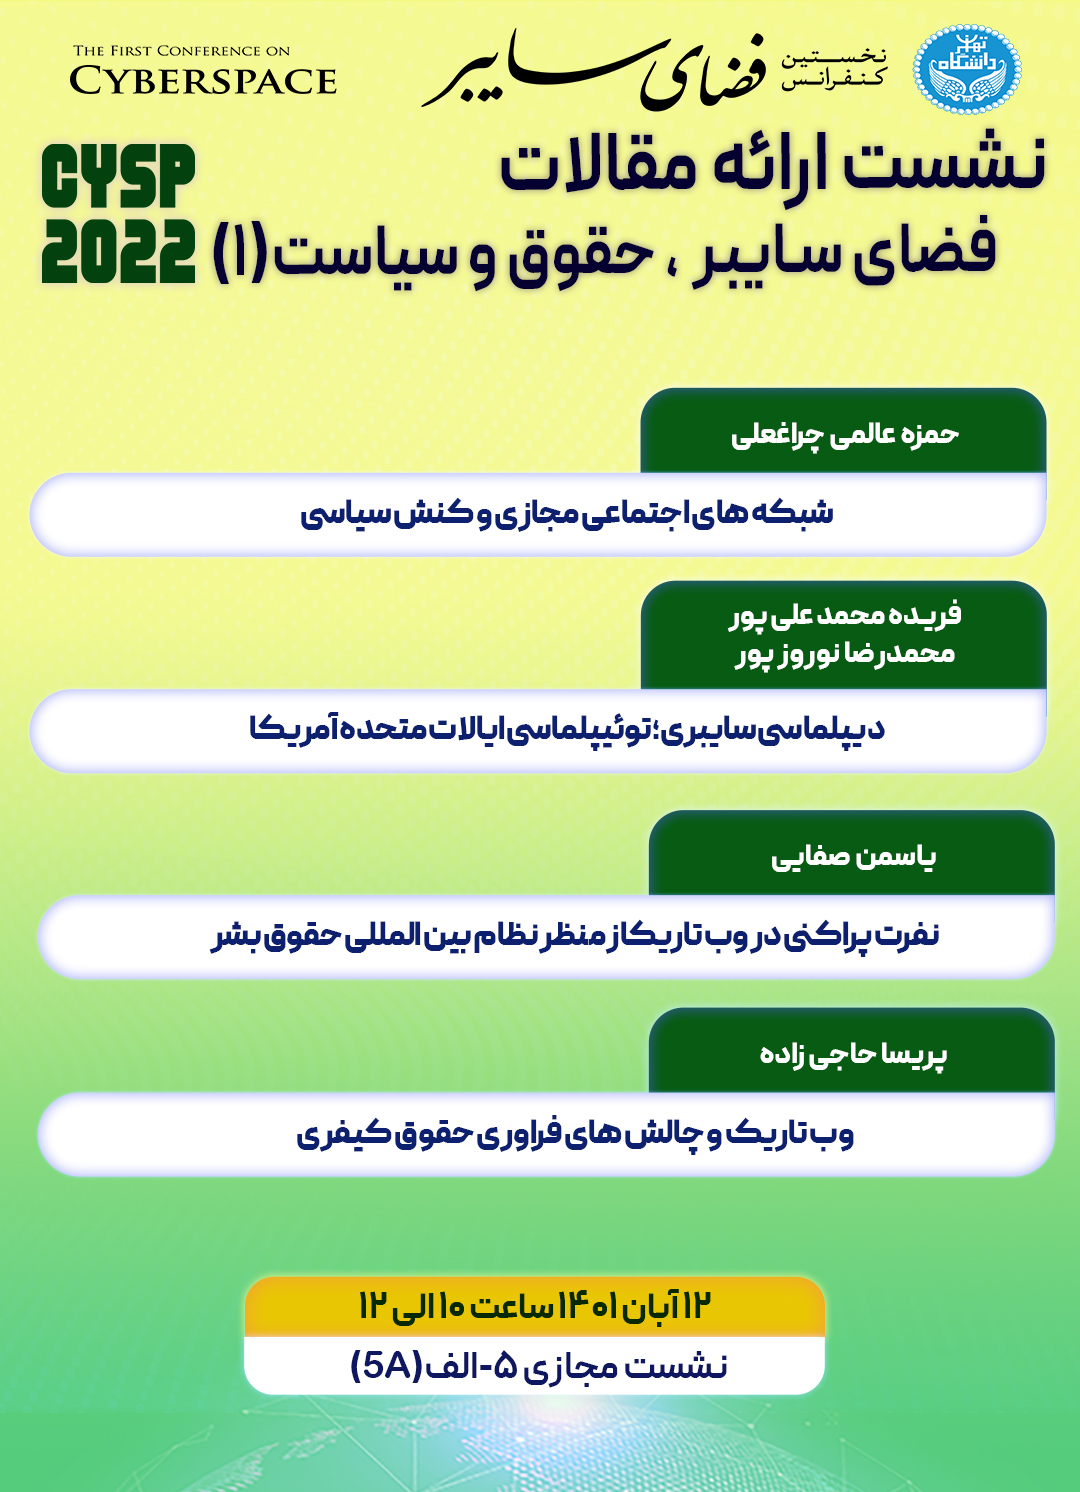 THE FIRST CONFERENCE ON
CYBERSPACE
نخستین
کنفرانس
فضای سایبر
دانشگاه
تهران
نشست ارائه مقالات
فضای سایبر ، حقوق و سیاست(۱)
CYSP
2022
حمزه عالمی چراغعلی
شبکه های اجتماعی مجازی و کنش سیاسی
فریده محمد علی پور
محمدرضا نوروز پور
دیپلماسی سایبری؛ توئیپلماسی ایالات متحده آمریکا
یاسمن صفایی
نفرت پراکنی در وب تاریکاز منظر نظام بین المللی حقوق بشر
پریسا حاجی زاده
وب تاریک و چالش های فراوری حقوق کیفری
۱۲ آبان ۱۴۰۱ ساعت ۱۰ الی ۱۲
نشست مجازی ۵-الف(5A)